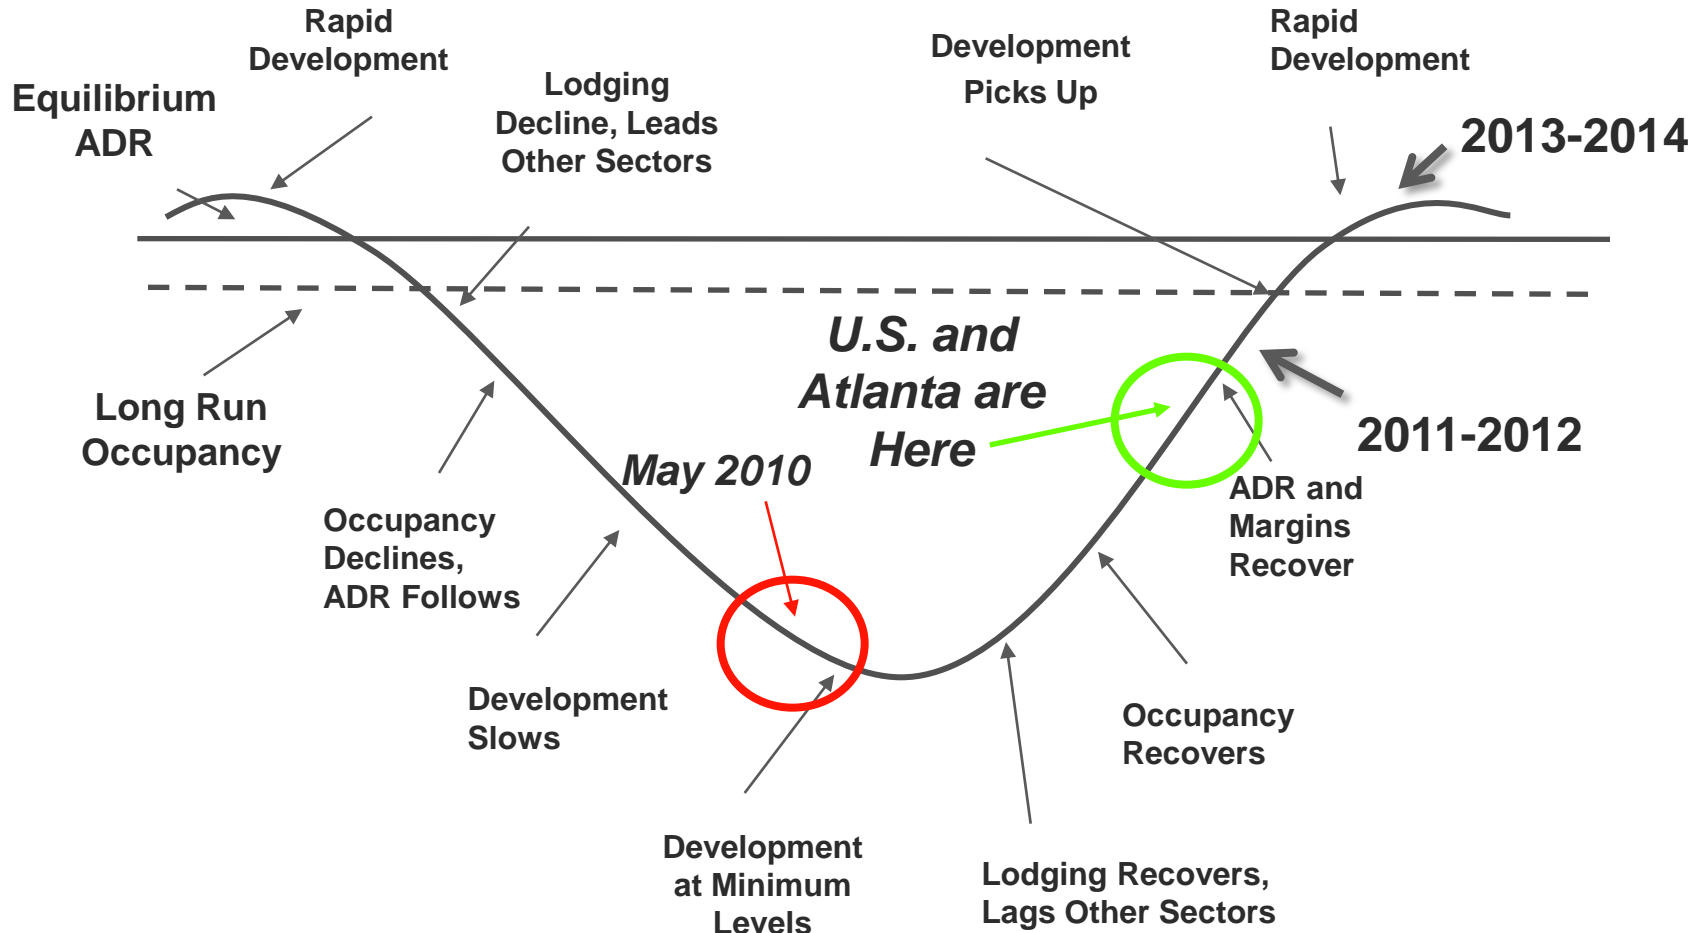 Rapid
Development
Equilibrium
ADR
Lodging
Decline, Leads
Other Sectors
Development
Picks Up
Rapid
Development
2013-2014
Long Run
Occupancy
U.S. and
Atlanta are
Here
2011-2012
May 2010
Occupancy
Declines,
ADR Follows
ADR and
Margins
Recover
Development
Slows
Occupancy
Recovers
Development
at Minimum
Levels
Lodging Recovers,
Lags Other Sectors